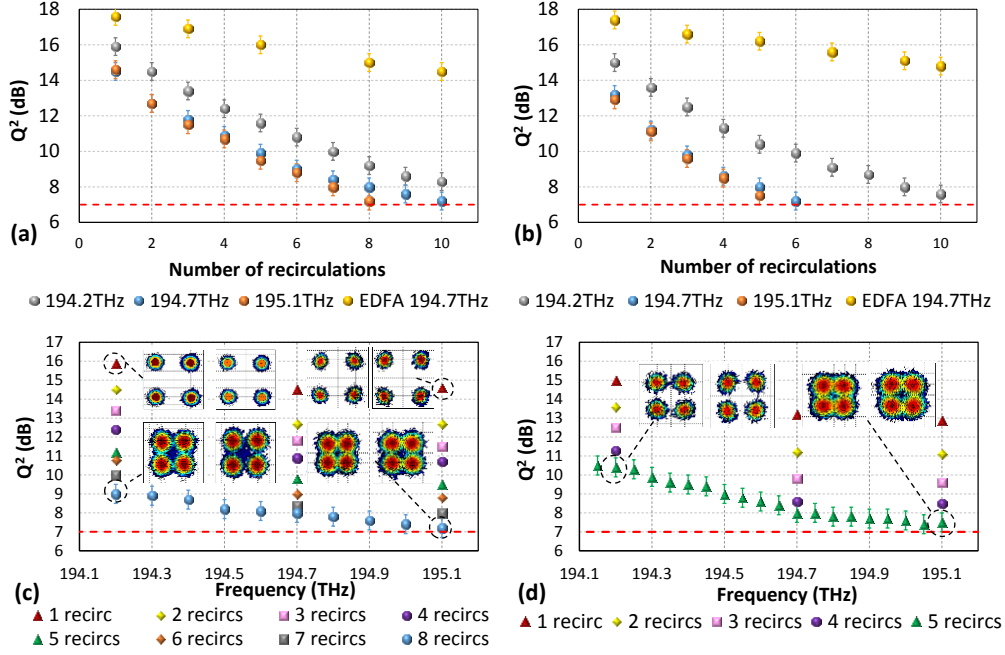 18
16
14
12
10
8
6
Q² (dB)
0
2
4
6
8
10
(a)
Number of recirculations
194.2THz
194.7THz
195.1THz
EDFA 194.7THz
18
16
14
12
10
8
6
Q² (dB)
0
2
4
6
8
10
(b)
Number of recirculations
194.2THz
194.7THz
195.1THz
EDFA 194.7THz
17
16
15
14
13
12
11
10
9
8
7
6
Q² (dB)
194.1
194.3
194.5
194.7
194.9
195.1
(c)
Frequency (THz)
1 recirc
2 recircs
3 recircs
4 recircs
5 recircs
6 recircs
7 recircs
8 recircs
17
16
15
14
13
12
11
10
9
8
7
6
Q² (dB)
194.1
194.3
194.5
194.7
194.9
195.1
(d)
Frequency (THz)
1 recirc
2 recircs
3 recircs
4 recircs
5 recircs